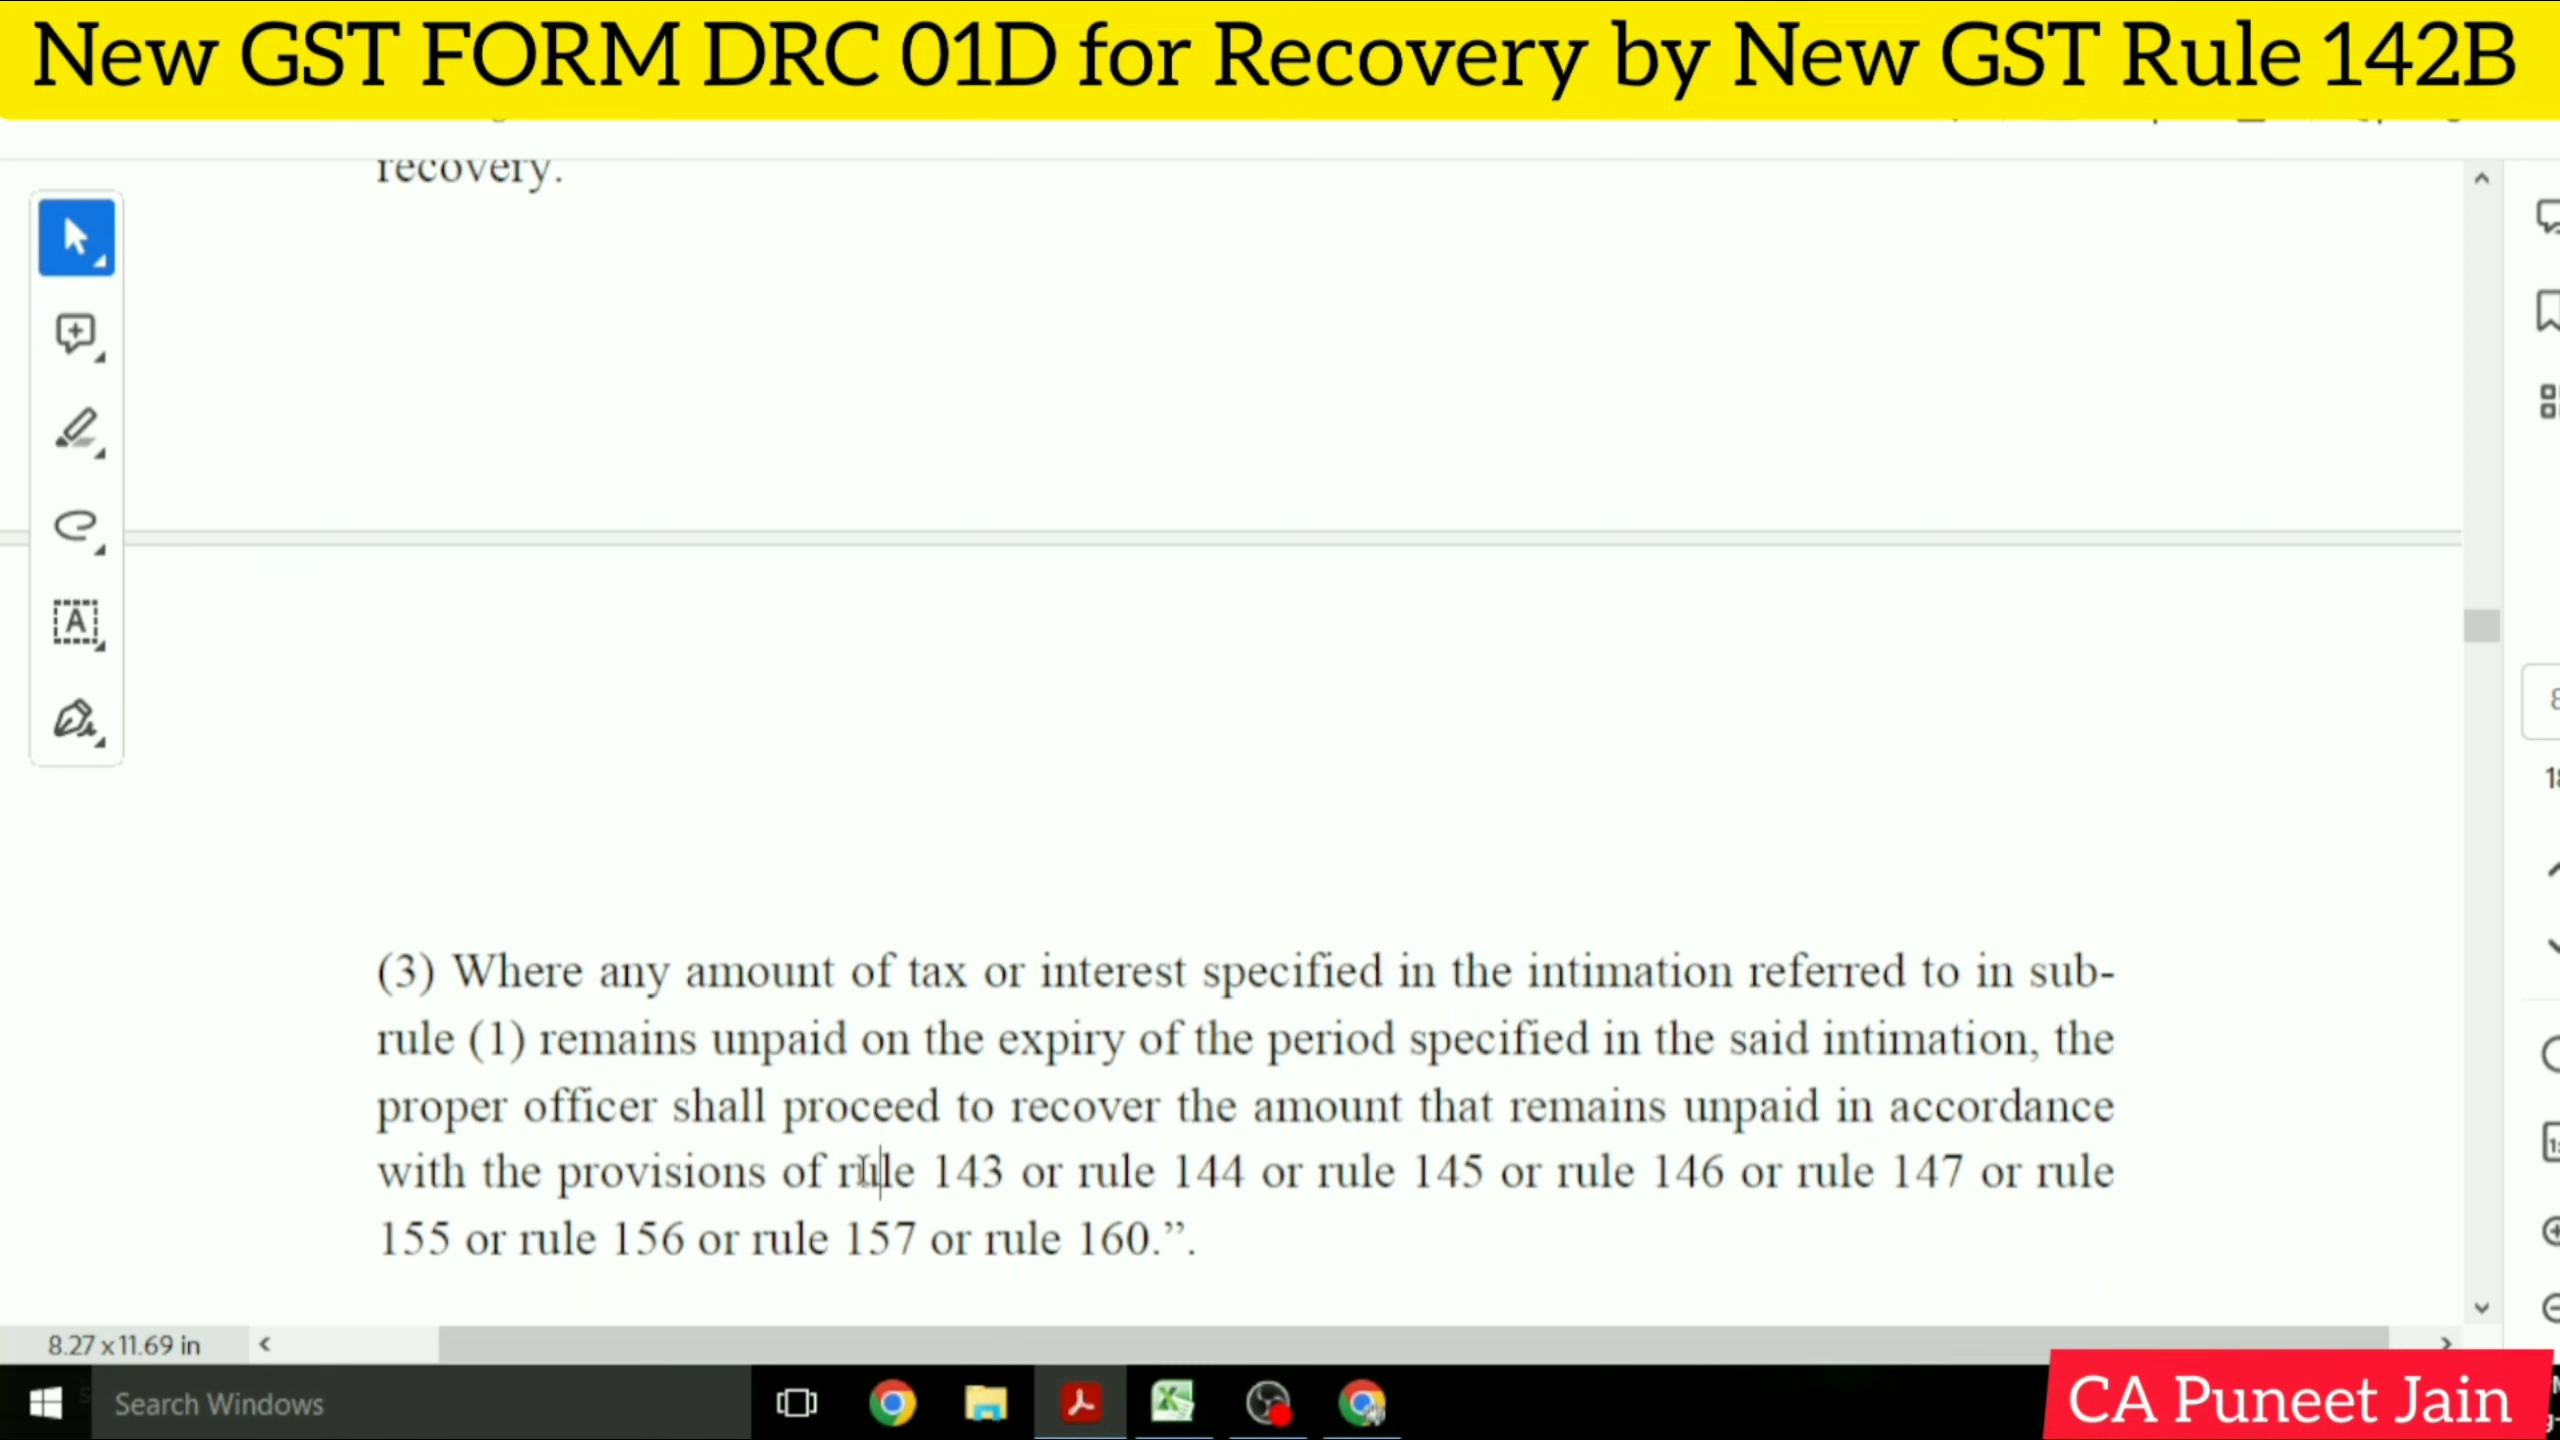 New GST FORM DRC 01D for Recovery by New GST Rule 142B
recovery.
(3) Where any amount of tax or interest specified in the intimation referred to in sub-
rule (1) remains unpaid on the expiry of the period specified in the said intimation, the
proper officer shall proceed to recover the amount that remains unpaid in accordance
with the provisions of rule 143 or rule 144 or rule 145 or rule 146 or rule 147 or rule
155 or rule 156 or rule 157 or rule 160.”.
8.27 x 11.69 in
Search Windows
CA Puneet Jain